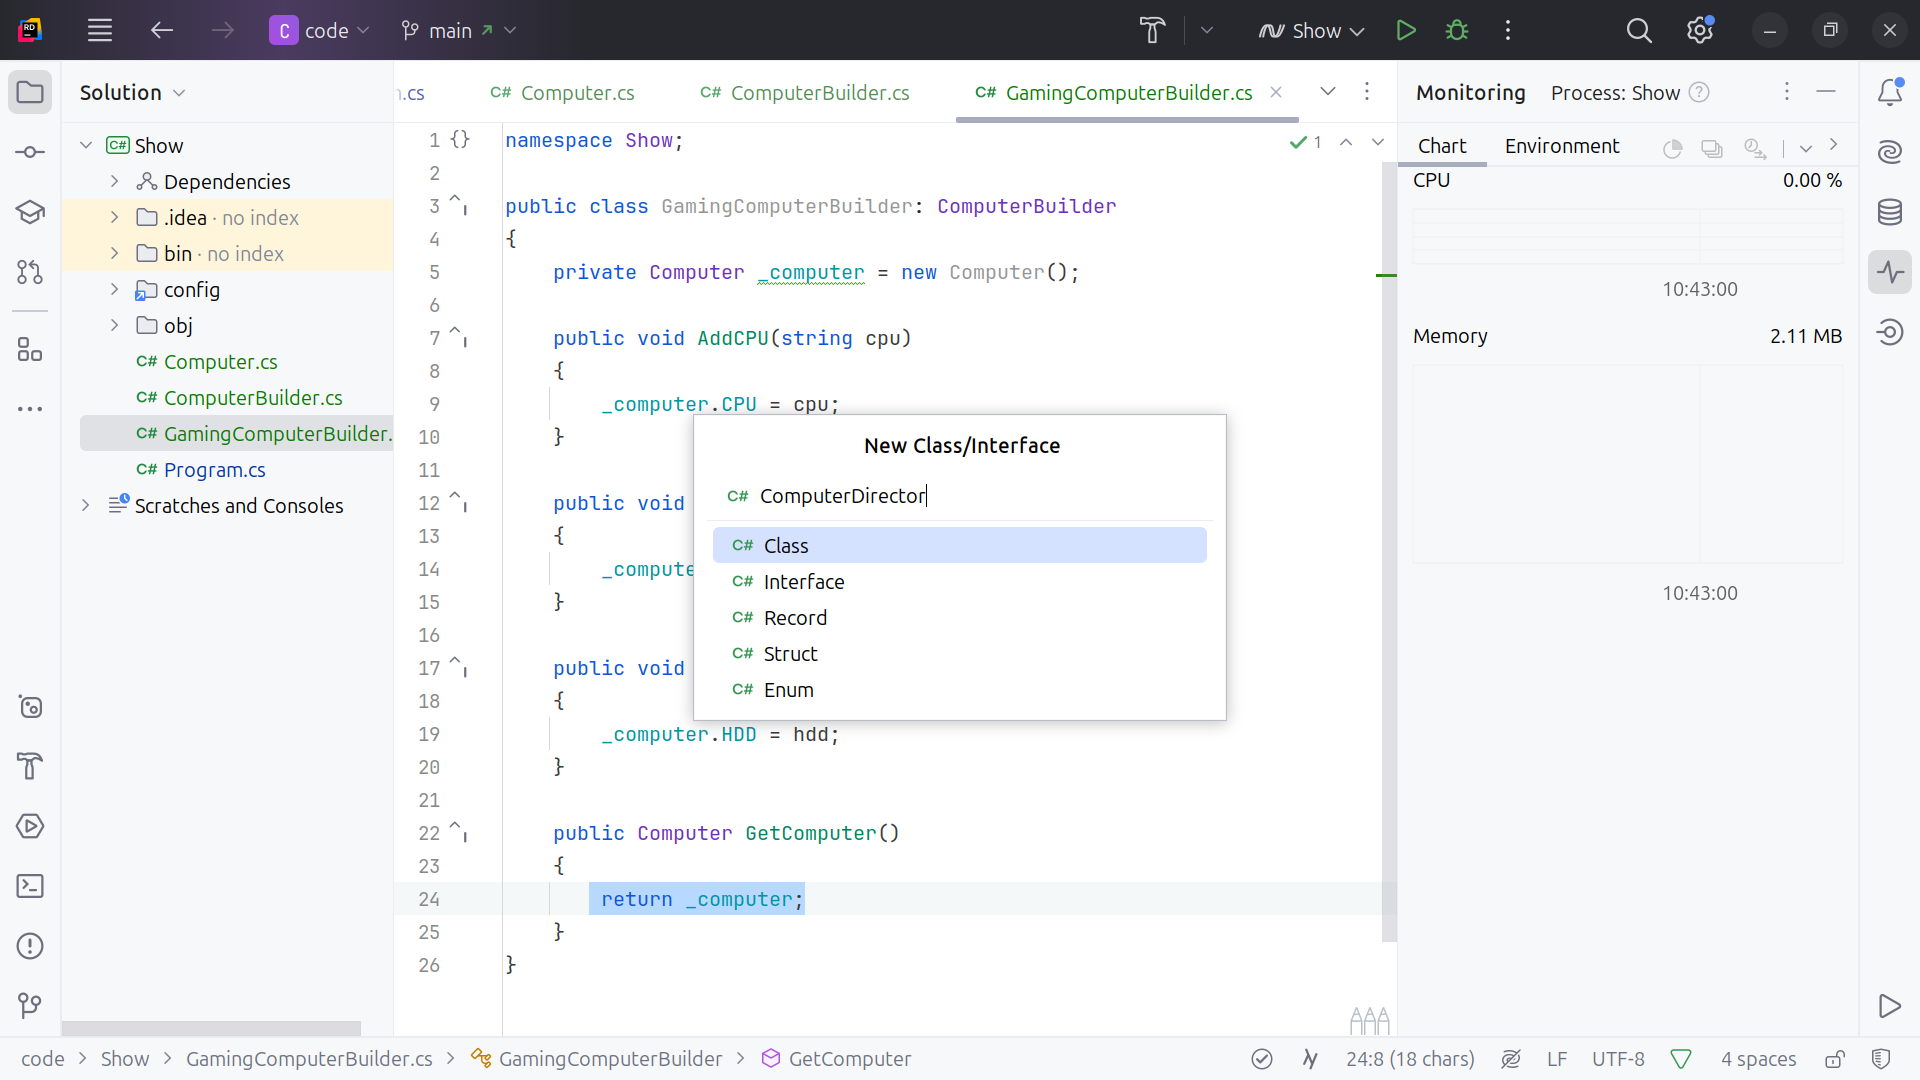 RD
C code
main
Show
Solution
n.cs
C# Computer.cs
C# ComputerBuilder.cs
C# GamingComputerBuilder.cs
Monitoring
Process: Show ?
Chart
Environment
C# Show
Dependencies
.idea · no index
bin · no index
config
obj
C# Computer.cs
C# ComputerBuilder.cs
C# GamingComputerBuilder.
C# Program.cs
Scratches and Consoles
1 {} namespace Show;
2
3 public class GamingComputerBuilder: ComputerBuilder
4 {
5 private Computer _computer = new Computer();
6
7 public void AddCPU(string cpu)
8 {
9 _computer.CPU = cpu;
10 }
11
12 public void
13 {
14 _compute
15 }
16
17 public void
18 {
19 _computer.HDD = hdd;
20 }
21
22 public Computer GetComputer()
23 {
24 return _computer;
25 }
26 }
1
New Class/Interface
C# ComputerDirector
C# Class
C# Interface
C# Record
C# Struct
C# Enum
CPU 0.00 %
10:43:00
Memory 2.11 MB
10:43:00
code > Show > GamingComputerBuilder.cs > GamingComputerBuilder > GetComputer
24:8 (18 chars)
LF
UTF-8
4 spaces